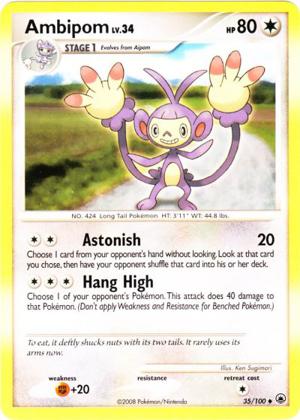 Ambipom LV.34
HP 80
STAGE 1 Evolves from Aipom
NO. 424 Long Tail Pokémon HT: 3'11" WT: 44.8 lbs.
Astonish 20
Choose 1 card from your opponent's hand without looking. Look at that
card you chose, then have your opponent shuffle that card into his or her deck.
Hang High
Choose 1 of your opponent's Pokémon. This attack does 40 damage to
that Pokémon. (Don't apply Weakness and Resistance for Benched Pokémon.)
To eat, it deftly shucks nuts with its two tails. It rarely uses its
arms now.
Illus. Ken Sugimori
weakness resistance retreat cost
+20
©2008 Pokémon/Nintendo 35/100